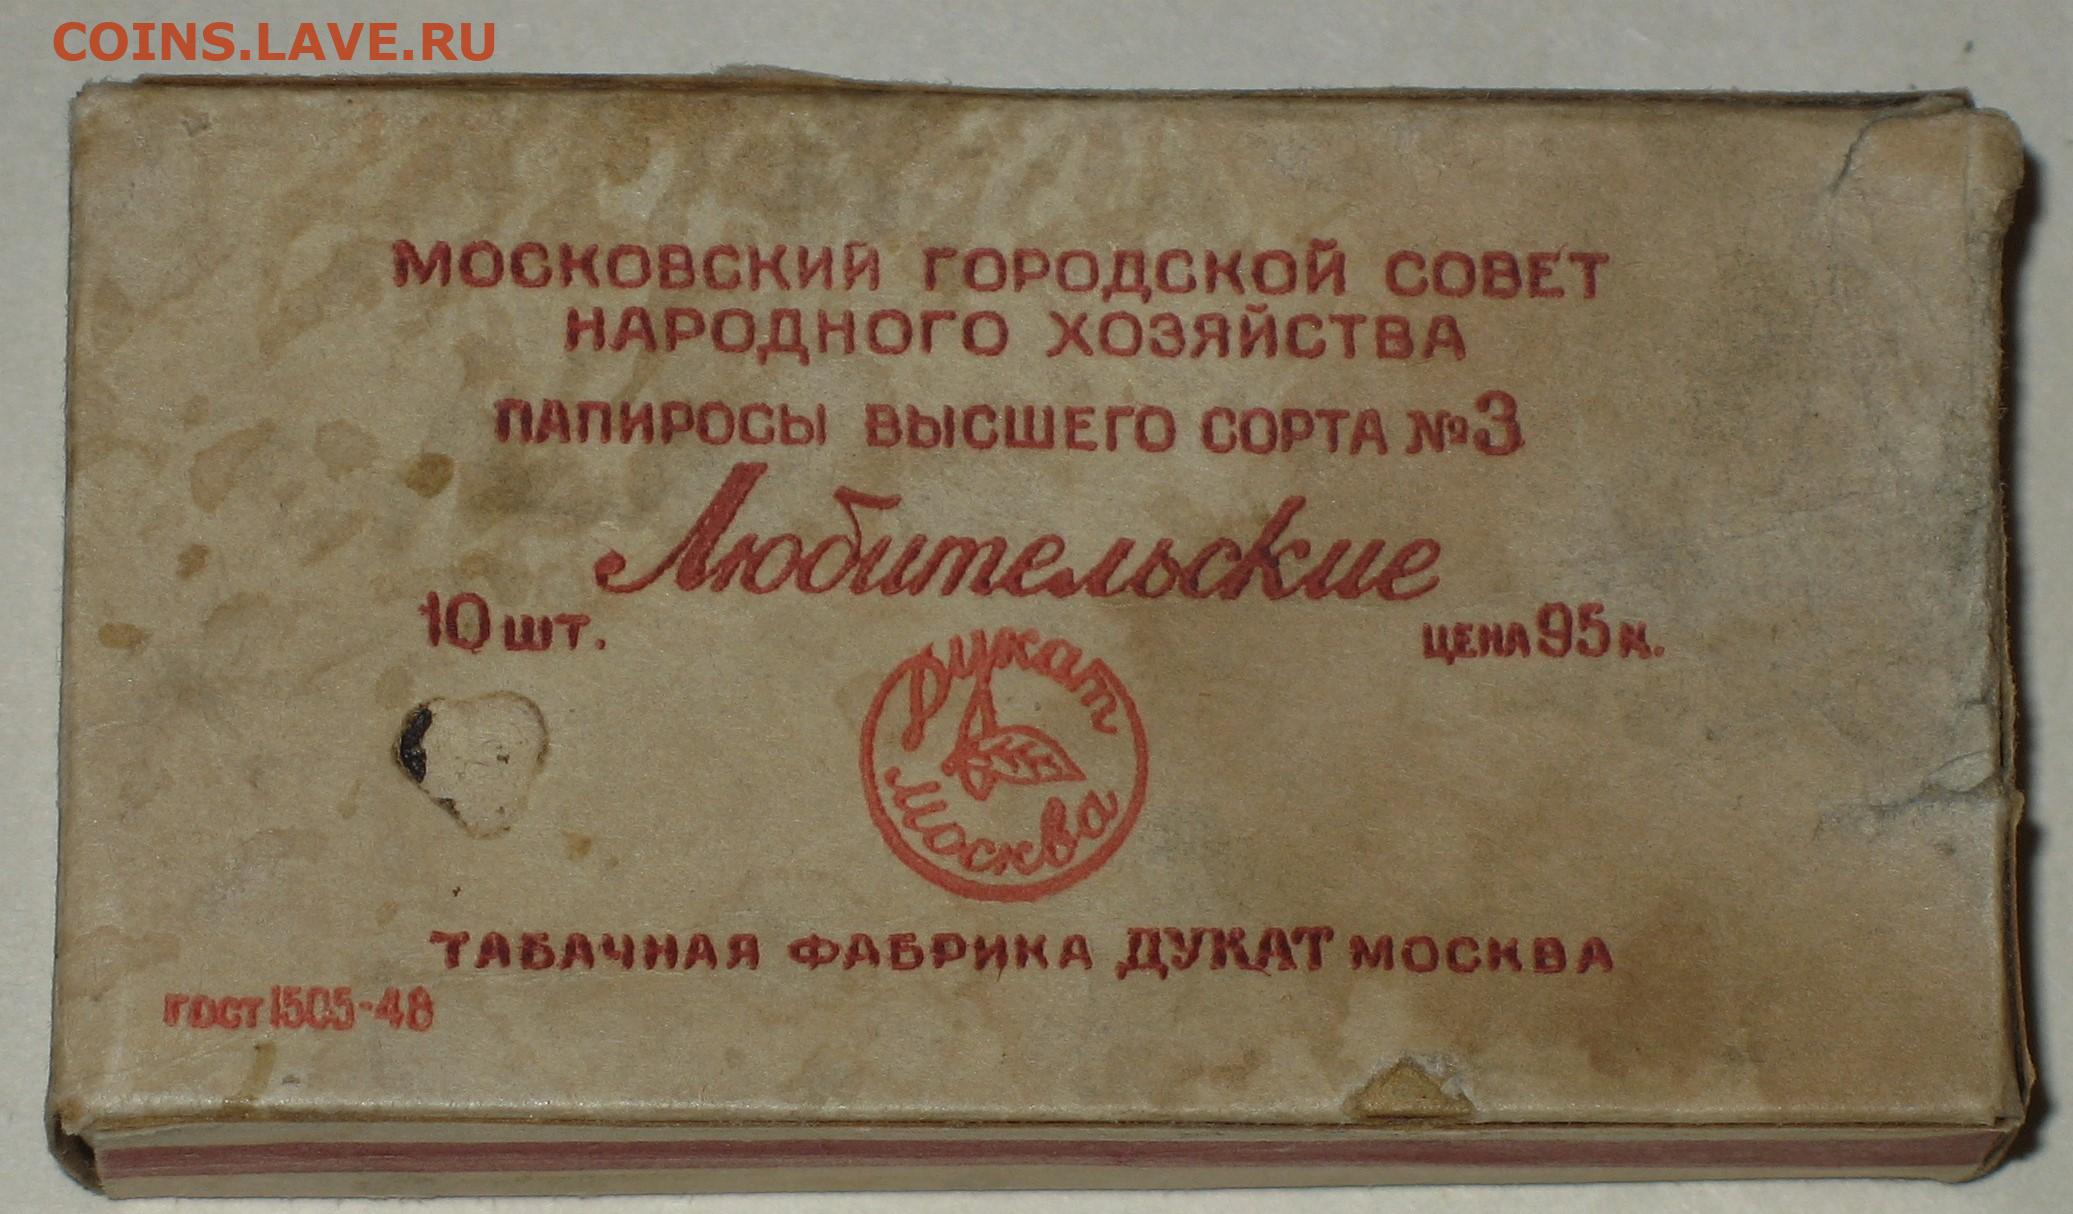 COINS.LAVE.RU
МОСКОВСКИЙ ГОРОДСКОЙ СОВЕТ
НАРОДНОГО ХОЗЯЙСТВА
ПАПИРОСЫ ВЫСШЕГО СОРТА №3
Любительские
10 шт.
ЦЕНА 95 К.
Дукат
Москва
ТАБАЧНАЯ ФАБРИКА ДУКАТ МОСКВА
ГОСТ 1505-48